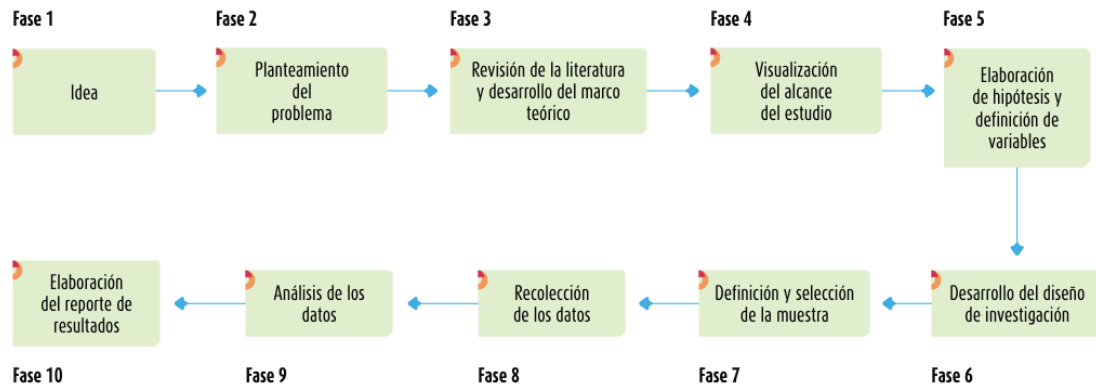 Fase 1
Idea
Fase 2
Planteamiento
del
problema
Fase 3
Revisión de la literatura
y desarrollo del marco
teórico
Fase 4
Visualización
del alcance
del estudio
Fase 5
Elaboración
de hipótesis y
definición de
variables
Desarrollo del diseño
de investigación
Fase 6
Definición y selección
de la muestra
Fase 7
Recolección
de los datos
Fase 8
Análisis de los
datos
Fase 9
Elaboración
del reporte de
resultados
Fase 10